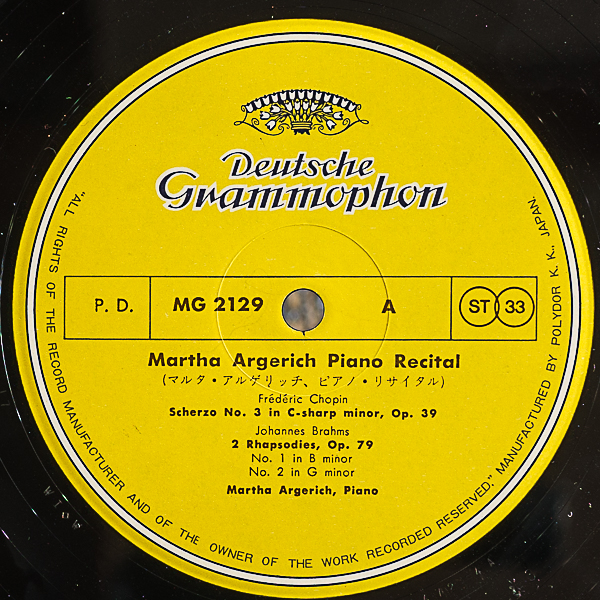 Deutsche
Grammophon
P. D. MG 2129 A ST 33
Martha Argerich Piano Recital
(マルタ・アルゲリッチ、ピアノ・リサイタル)
Frédéric Chopin
Scherzo No. 3 in C-sharp minor, Op. 39
Johannes Brahms
2 Rhapsodies, Op. 79
No. 1 in B minor
No. 2 in G minor
Martha Argerich, Piano
"ALL RIGHTS OF THE RECORD MANUFACTURER AND OF THE OWNER OF THE WORK RECORDED RESERVED." MANUFACTURED BY POLYDOR K. K., JAPAN.